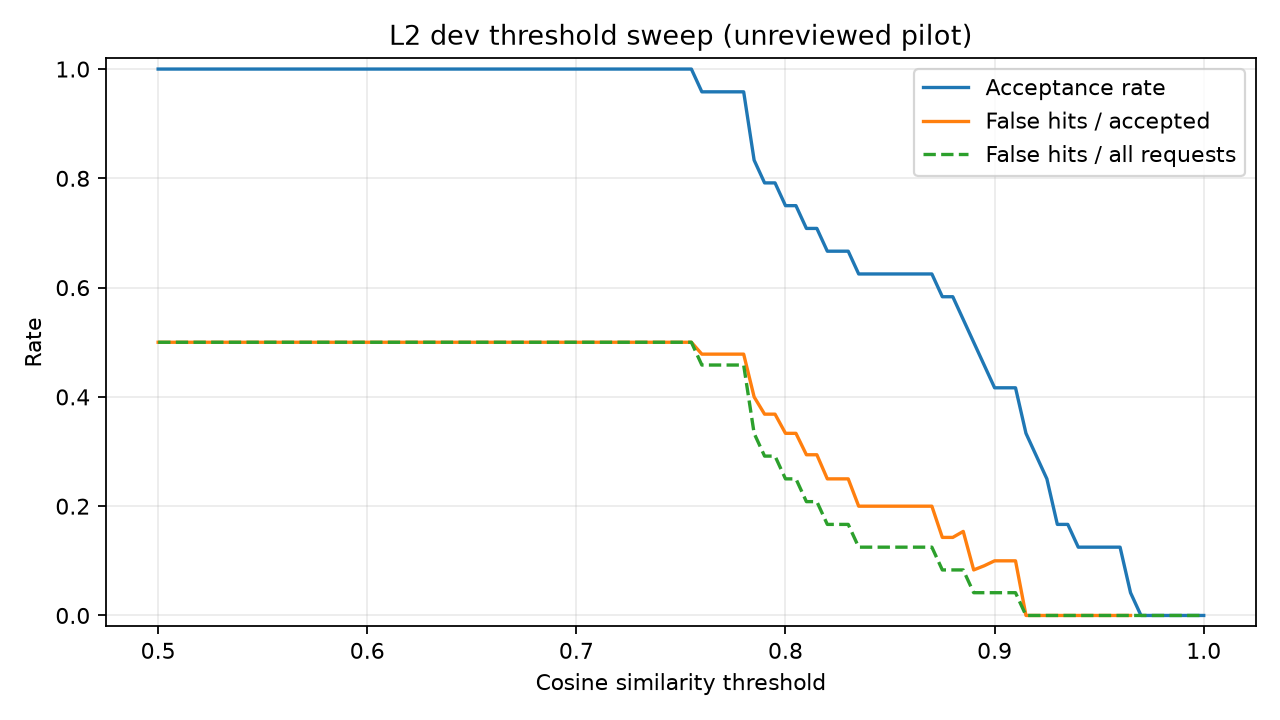 L2 dev threshold sweep (unreviewed pilot)
Acceptance rate
False hits / accepted
False hits / all requests
Rate
1.0
0.8
0.6
0.4
0.2
0.0
0.5 0.6 0.7 0.8 0.9 1.0
Cosine similarity threshold